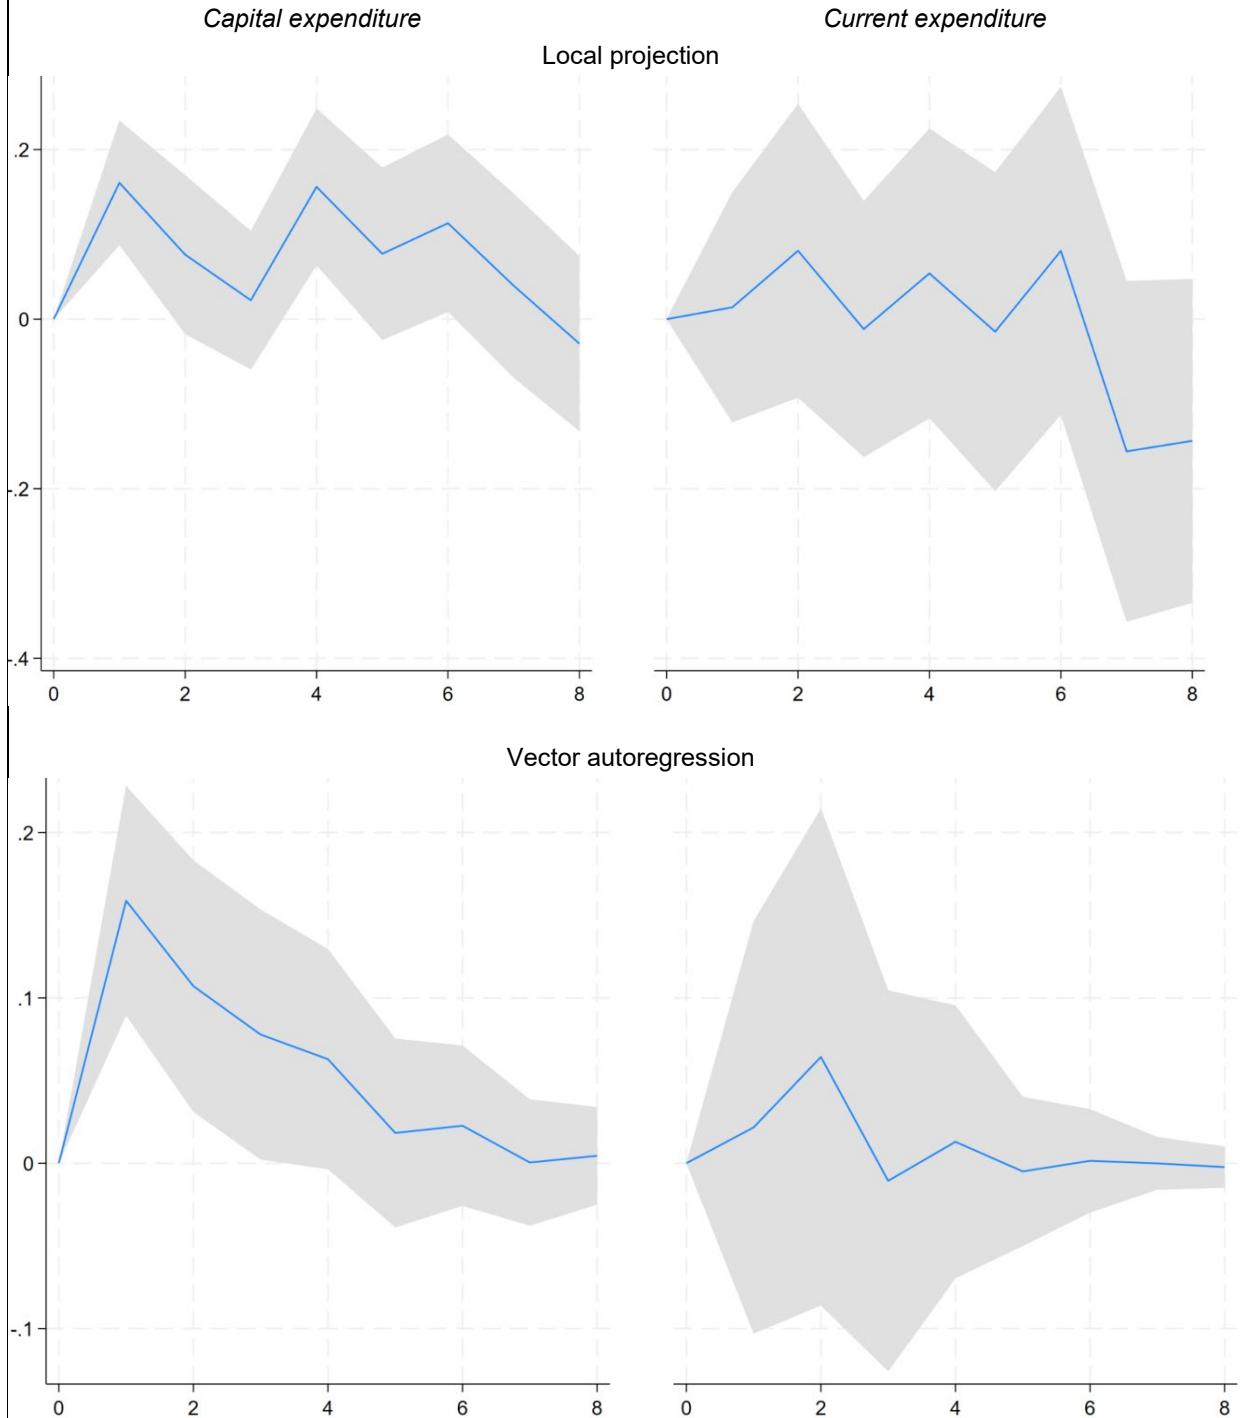 Capital expenditure Current expenditure
Local projection
.2
0
-.2
-.4
0 2 4 6 8 0 2 4 6 8
Vector autoregression
.2
.1
0
-.1
0 2 4 6 8 0 2 4 6 8